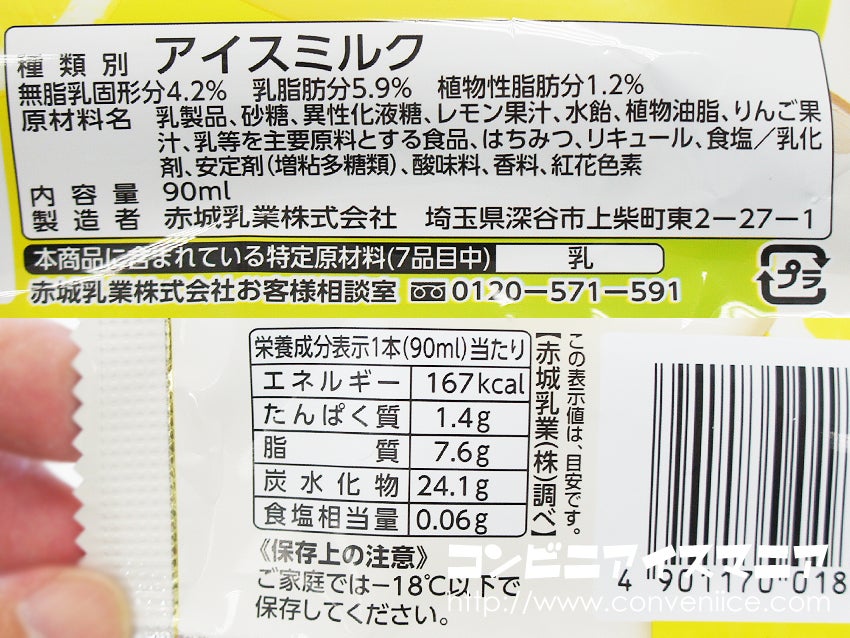 種類別 アイスミルク
無脂乳固形分4.2% 乳脂肪分5.9% 植物性脂肪分1.2%
原材料名 乳製品、砂糖、異性化液糖、レモン果汁、水飴、植物油脂、りんご果
汁、乳等を主要原料とする食品、はちみつ、リキュール、食塩／乳化
剤、安定剤(増粘多糖類)、酸味料、香料、紅花色素
内容量 90ml
製造者 赤城乳業株式会社 埼玉県深谷市上柴町東2-27-1
本商品に含まれている特定原材料(7品目中) 乳
プラ
赤城乳業株式会社お客様相談室 0120-571-591
栄養成分表示1本(90ml)当たり
エネルギー 167kcal
たんぱく質 1.4g
脂質 7.6g
炭水化物 24.1g
食塩相当量 0.06g
この表示値は、目安です。
【赤城乳業(株)調べ】
《保存上の注意》
ご家庭では-18℃以下で
保存してください。
4 901170 018
コンビニアイスマニア
http://www.conveniice.com